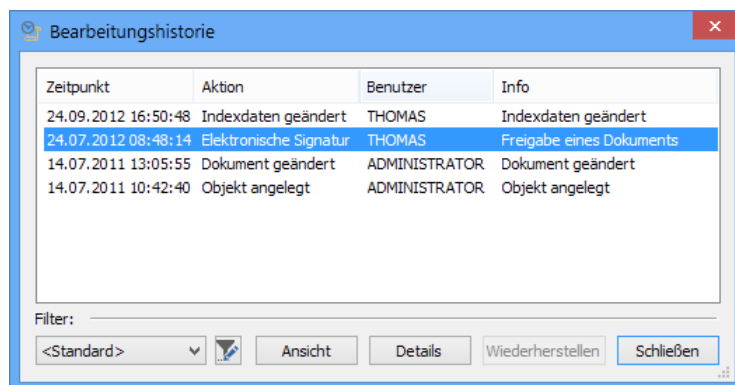 Bearbeitungshistorie
Zeitpunkt Aktion Benutzer Info
24.09.2012 16:50:48 Indexdaten geändert THOMAS Indexdaten geändert
24.07.2012 08:48:14 Elektronische Signatur THOMAS Freigabe eines Dokuments
14.07.2011 13:05:55 Dokument geändert ADMINISTRATOR Dokument geändert
14.07.2011 10:42:40 Objekt angelegt ADMINISTRATOR Objekt angelegt
Filter:
<Standard> Ansicht Details Wiederherstellen Schließen